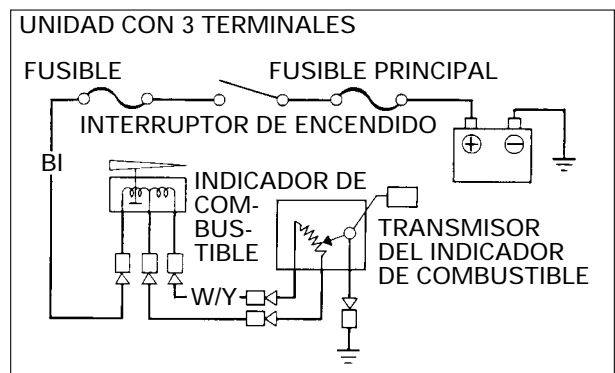 UNIDAD CON 3 TERMINALES
FUSIBLE
FUSIBLE PRINCIPAL
INTERRUPTOR DE ENCENDIDO
BI
INDICADOR DE
COM-
BUS-
TIBLE
TRANSMISOR
DEL INDICADOR
DE COMBUSTIBLE
W/Y